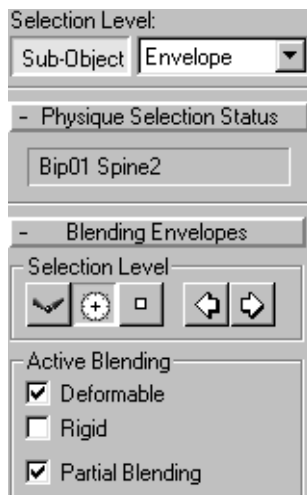 Selection Level:
Sub-Object Envelope
- Physique Selection Status
Bip01 Spine2
- Blending Envelopes
Selection Level
Active Blending
Deformable
Rigid
Partial Blending